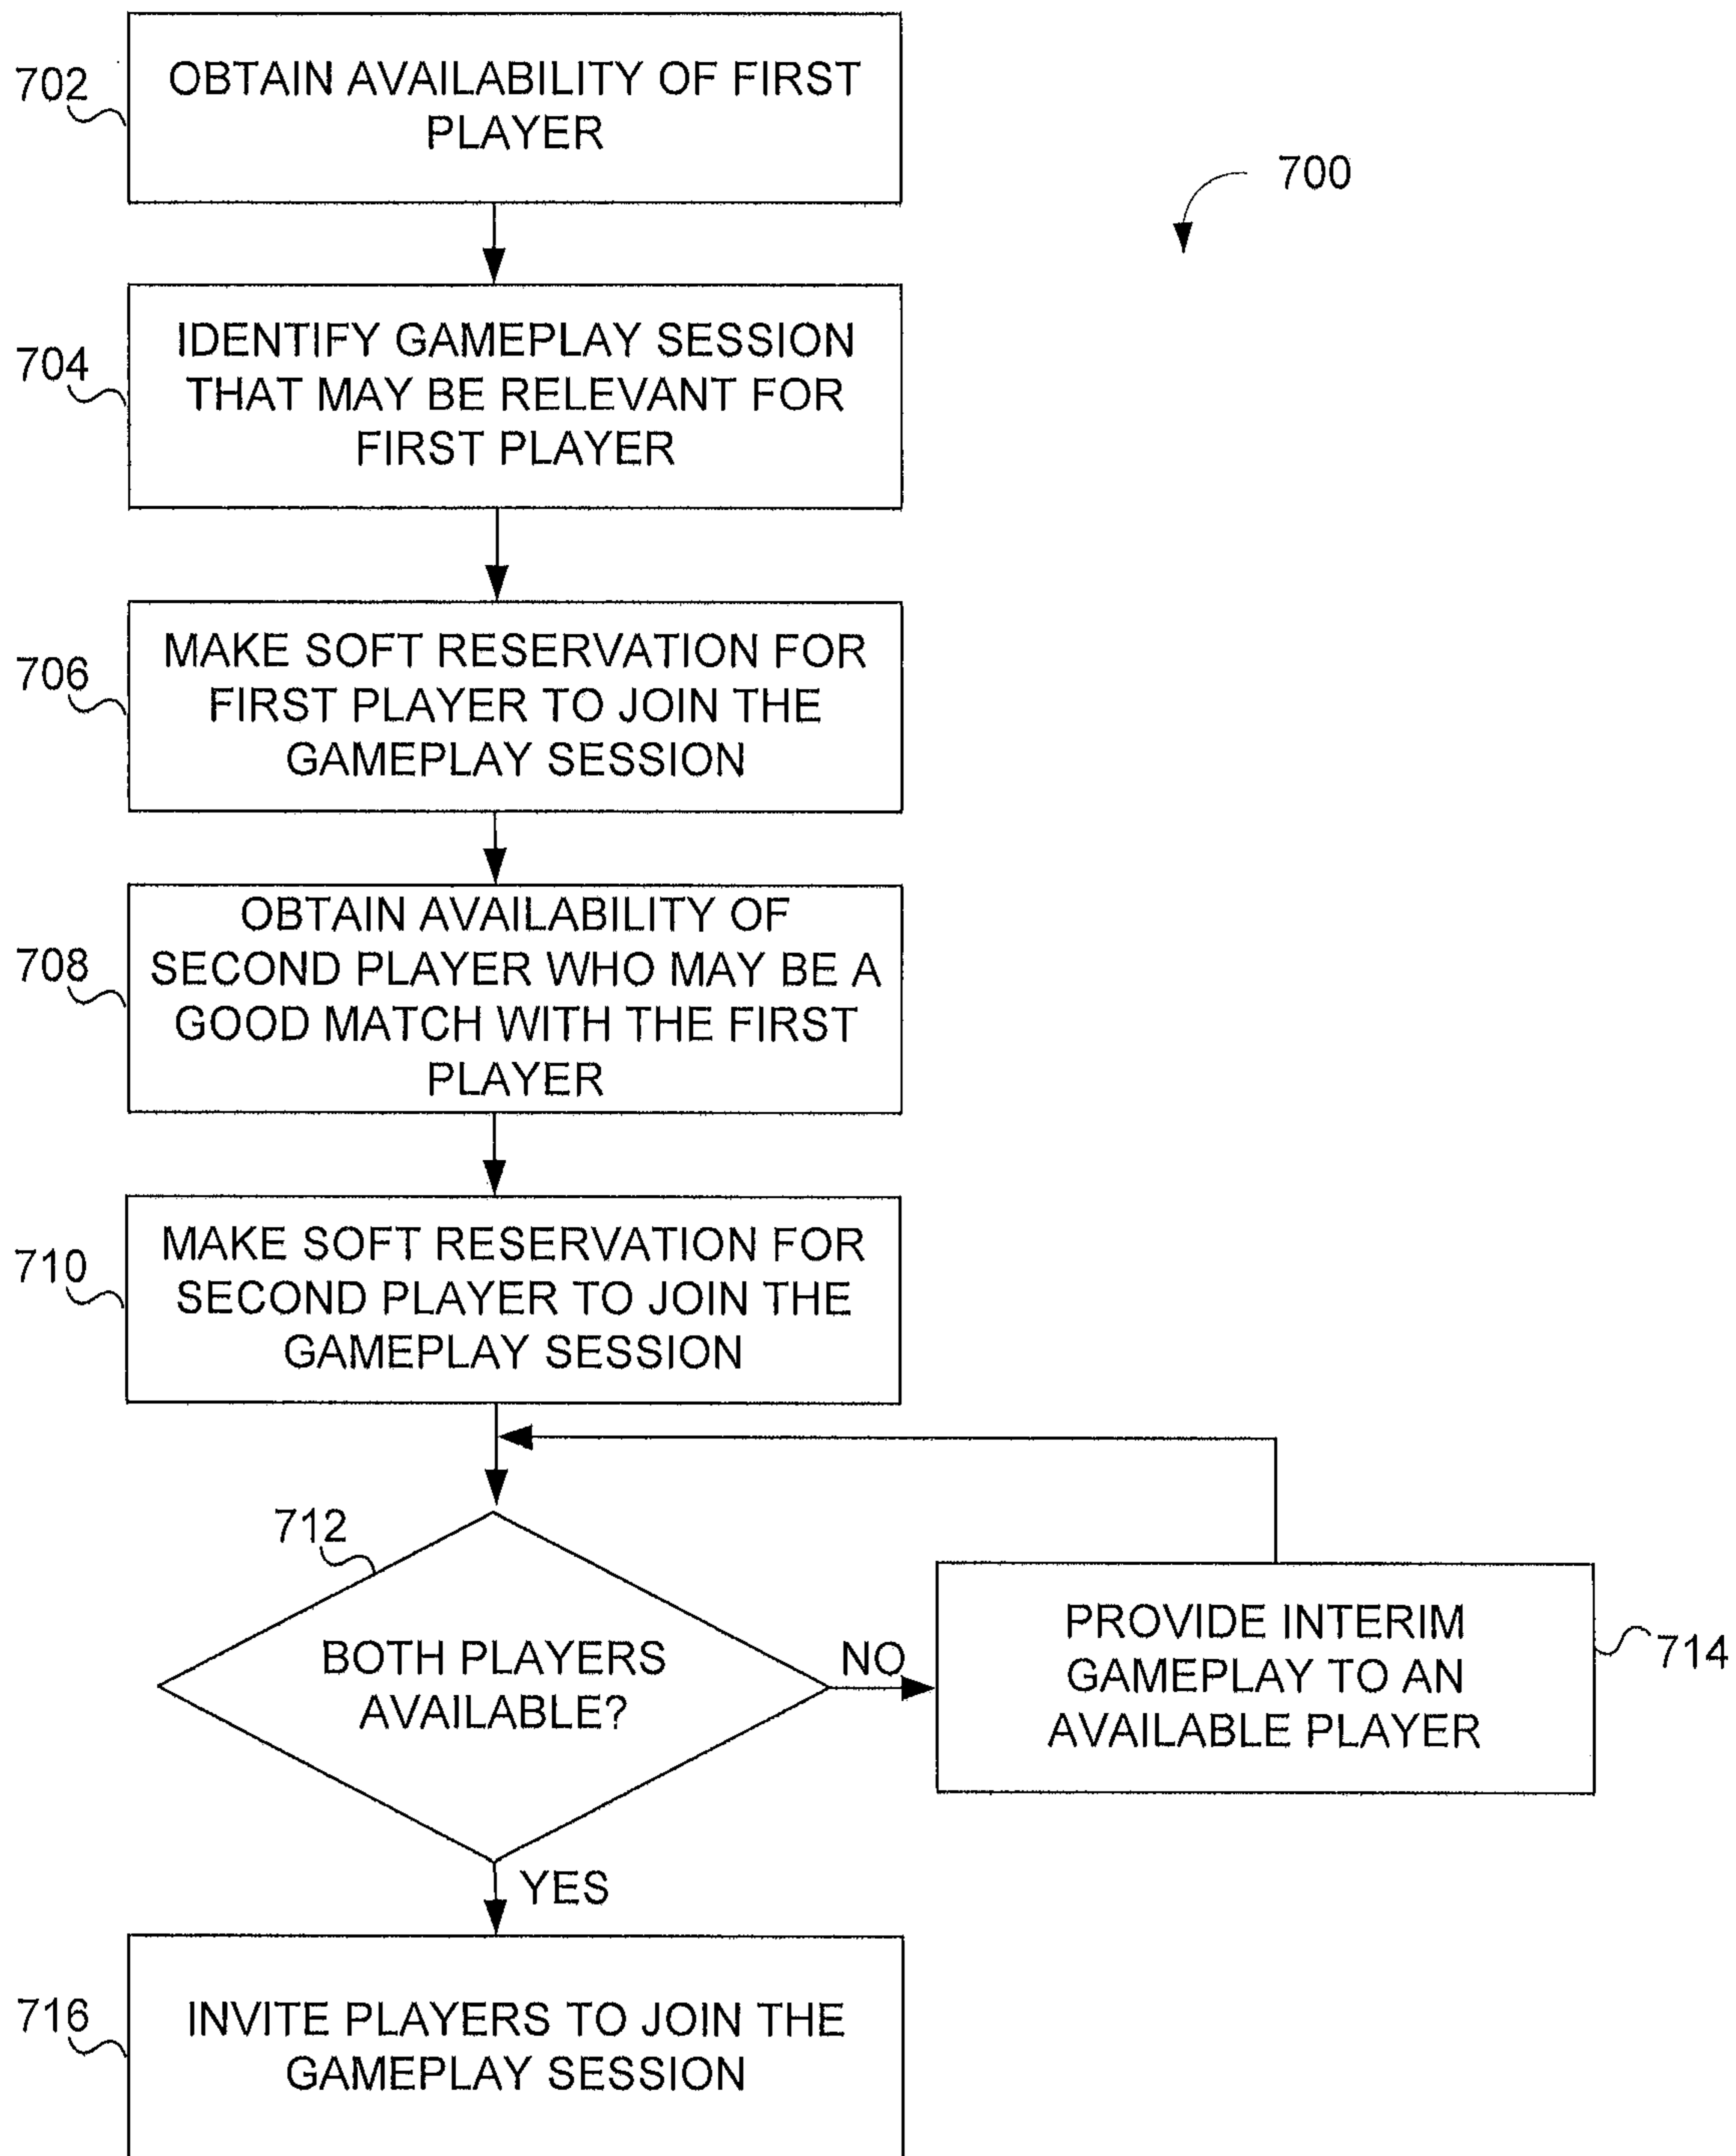 702
OBTAIN AVAILABILITY OF FIRST
PLAYER
700
704
IDENTIFY GAMEPLAY SESSION
THAT MAY BE RELEVANT FOR
FIRST PLAYER
706
MAKE SOFT RESERVATION FOR
FIRST PLAYER TO JOIN THE
GAMEPLAY SESSION
708
OBTAIN AVAILABILITY OF
SECOND PLAYER WHO MAY BE A
GOOD MATCH WITH THE FIRST
PLAYER
710
MAKE SOFT RESERVATION FOR
SECOND PLAYER TO JOIN THE
GAMEPLAY SESSION
712
BOTH PLAYERS
AVAILABLE?
NO
PROVIDE INTERIM
GAMEPLAY TO AN
AVAILABLE PLAYER
714
YES
716
INVITE PLAYERS TO JOIN THE
GAMEPLAY SESSION